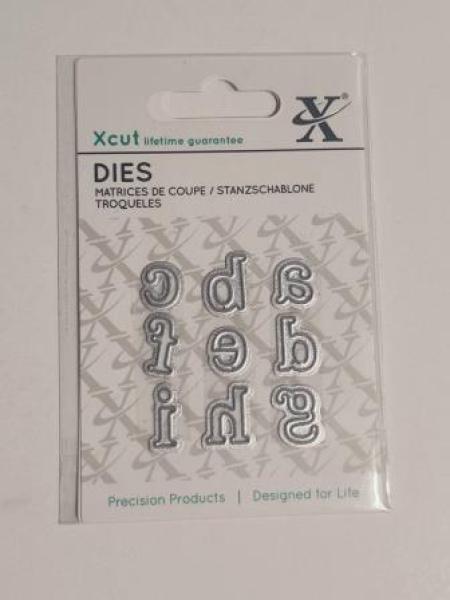 X®
Xcut lifetime guarantee
DIES
MATRICES DE COUPE / STANZSCHABLONE
TROQUELES
c b a
f e d
i h g
Precision Products | Designed for Life